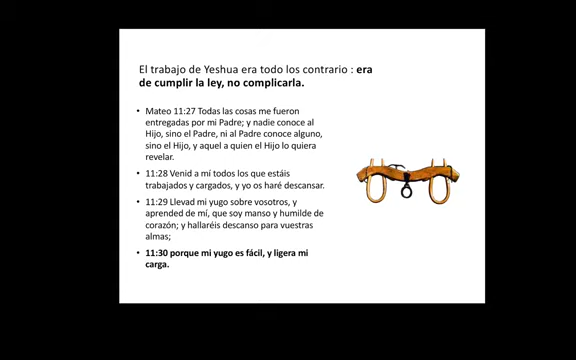 El trabajo de Yeshua era todo los contrario : era
de cumplir la ley, no complicarla.
• Mateo 11:27 Todas las cosas me fueron
entregadas por mi Padre; y nadie conoce al
Hijo, sino el Padre, ni al Padre conoce alguno,
sino el Hijo, y aquel a quien el Hijo lo quiera
revelar.
• 11:28 Venid a mí todos los que estáis
trabajados y cargados, y yo os haré descansar.
• 11:29 Llevad mi yugo sobre vosotros, y
aprended de mí, que soy manso y humilde de
corazón; y hallaréis descanso para vuestras
almas;
• 11:30 porque mi yugo es fácil, y ligera mi
carga.